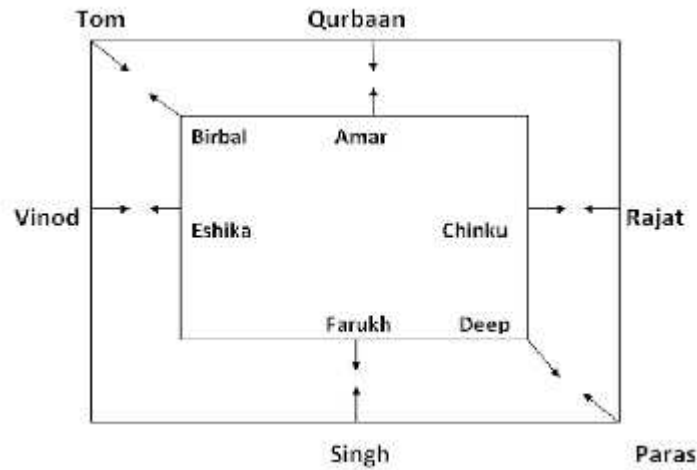 Tom Qurbaan
Birbal Amar
Vinod Eshika Chinku Rajat
Farukh Deep
Singh Paras